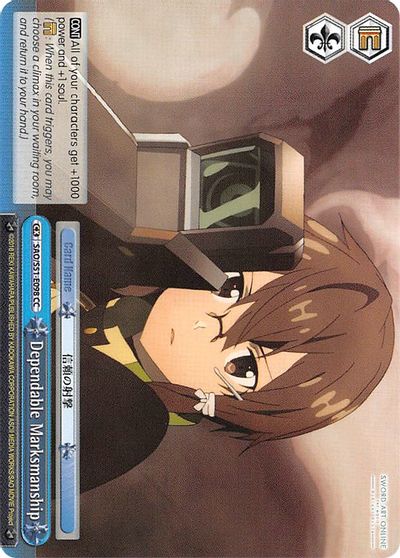 [CONT] All of your characters get +1000
power and +1 soul.
( : When this card triggers, you may
choose a climax in your waiting room,
and return it to your hand.)
CX SAO/S51-E098 CC
Card Name
信頼の射撃
Dependable Marksmanship
SWORD ART ONLINE